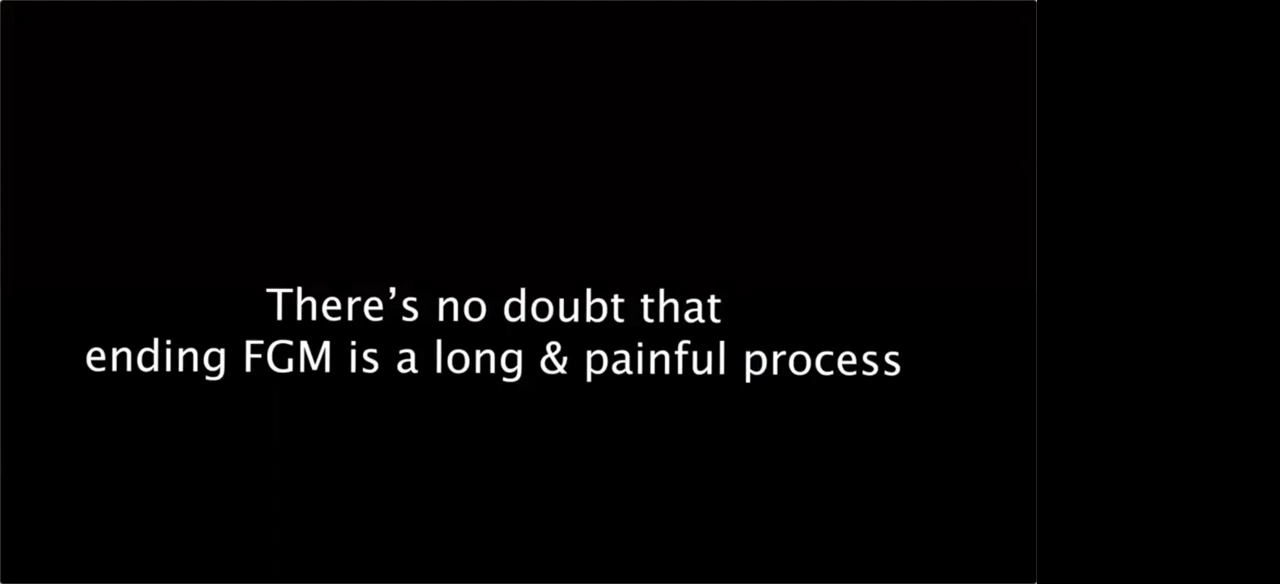 There’s no doubt that
ending FGM is a long & painful process